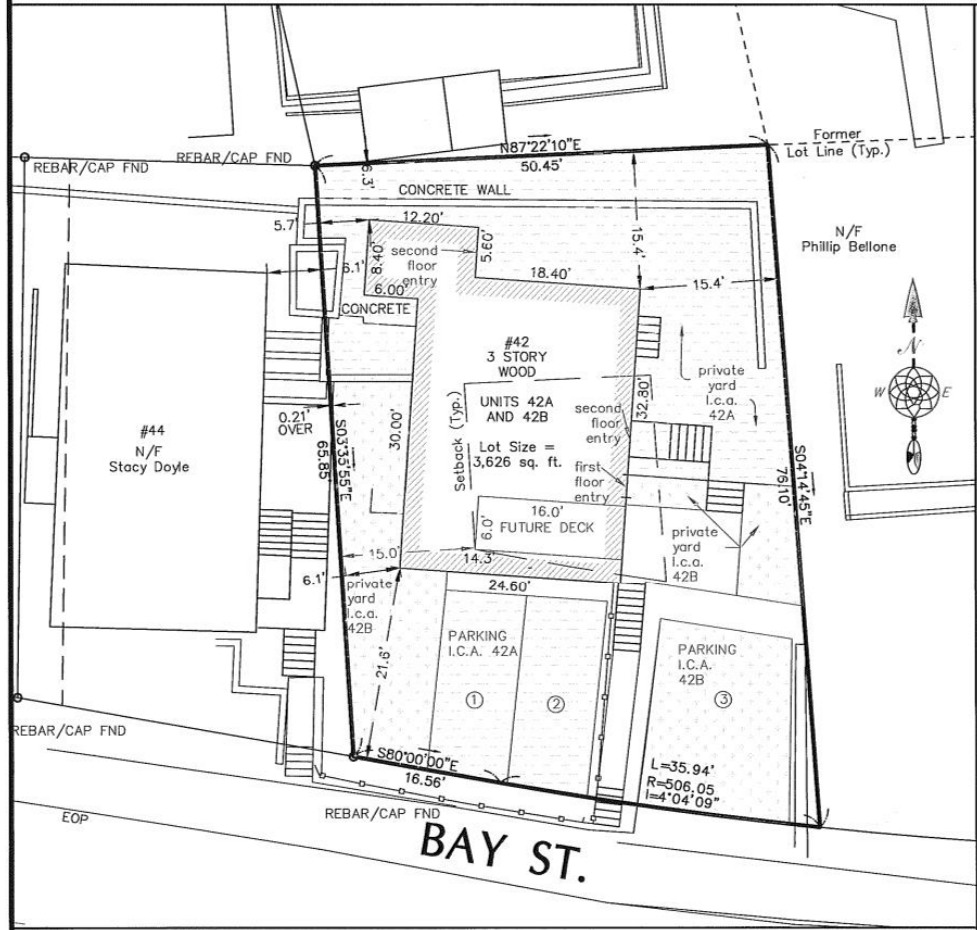 N87°22'10"E
50.45'
Former
Lot Line (Typ.)
REBAR/CAP FND
REBAR/CAP FND
6.3'
CONCRETE WALL
N/F
Phillip Bellone
5.7'
12.20'
15.4'
8.40'
second
floor
entry
5.60'
18.40'
15.4'
6.1'
6.00'
CONCRETE
N
W
E
#42
3 STORY
WOOD
UNITS 42A
AND 42B
Lot Size =
3,626 sq. ft.
Setback (Typ.)
32.80'
private
yard
l.c.a.
42A
second
floor
entry
first
floor
entry
0.21'
OVER
S03°35'55"E
65.85'
30.00'
#44
N/F
Stacy Doyle
S04°14'45"E
76.10'
16.0'
FUTURE DECK
6.0'
private
yard
l.c.a.
42B
15.0'
14.3'
6.1'
private
yard
l.c.a.
42B
24.60'
21.6'
PARKING
l.C.A. 42A
1
2
PARKING
l.C.A.
42B
3
REBAR/CAP FND
S80°00'00"E
16.56'
L=35.94'
R=506.05
I=4°04'09"
REBAR/CAP FND
EOP
BAY ST.